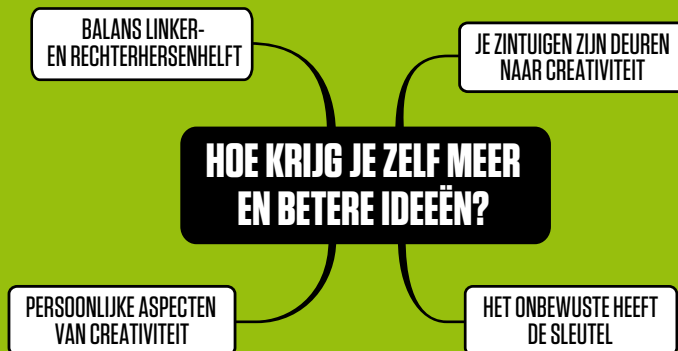 BALANS LINKER-
EN RECHTERHERSENHELFT
JE ZINTUIGEN ZIJN DEUREN
NAAR CREATIVITEIT
HOE KRIJG JE ZELF MEER
EN BETERE IDEEËN?
PERSOONLIJKE ASPECTEN
VAN CREATIVITEIT
HET ONBEWUSTE HEEFT
DE SLEUTEL